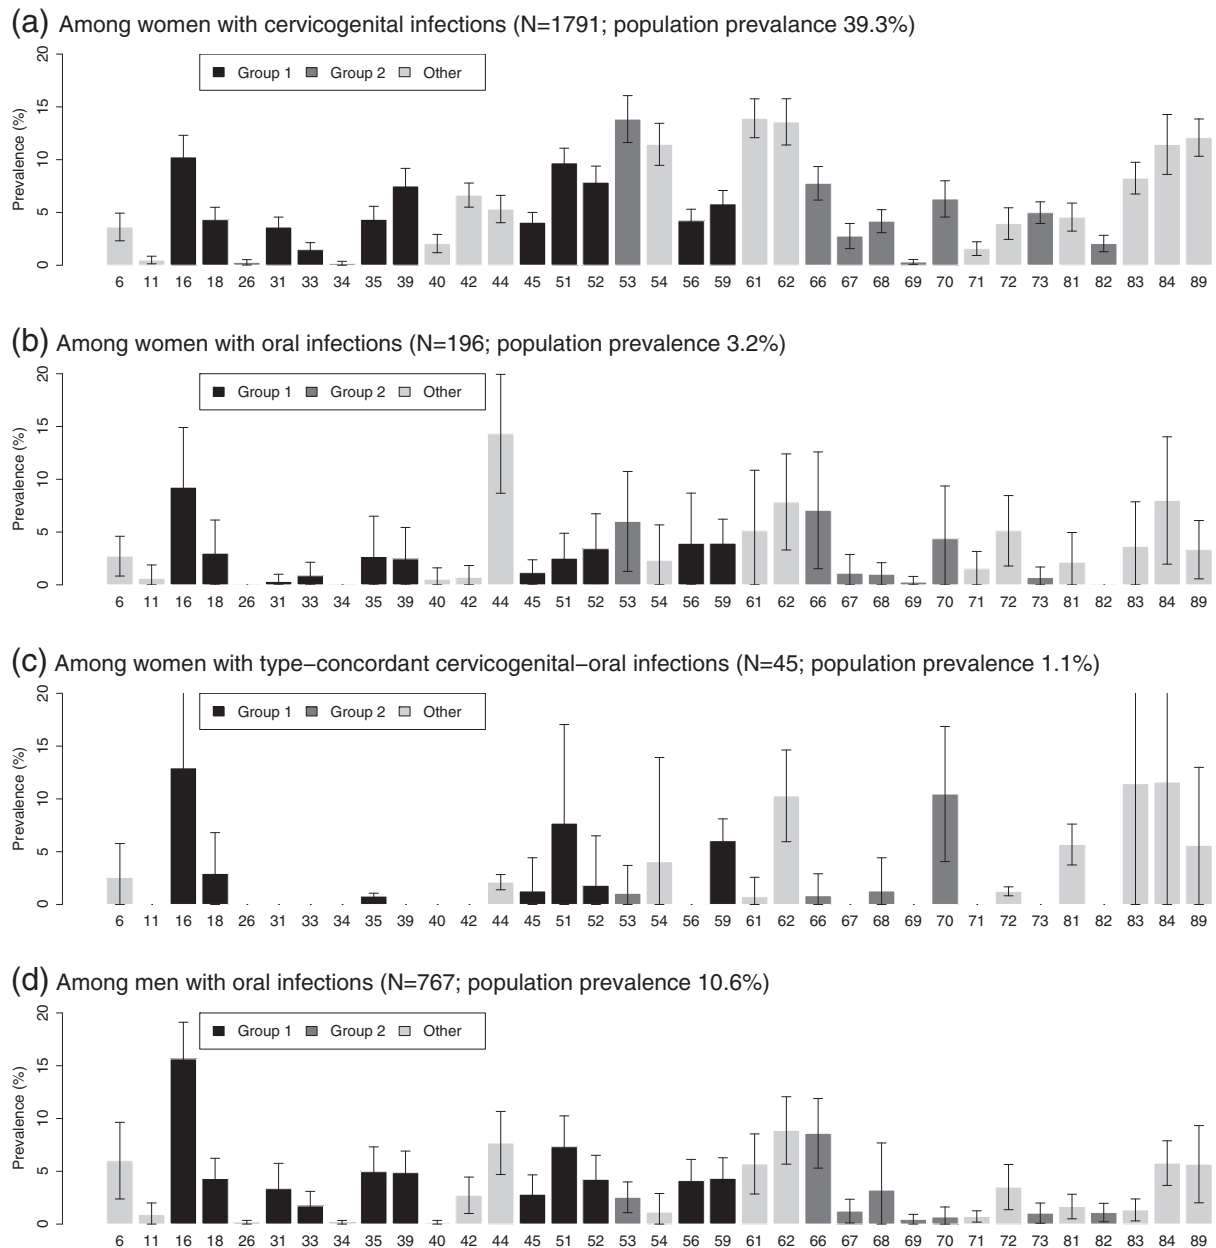 (a) Among women with cervicogenital infections (N=1791; population prevalance 39.3%)
20
15
10
5
0
Prevalence (%)
Group 1 Group 2 Other
6 11 16 18 26 31 33 34 35 39 40 42 44 45 51 52 53 54 56 59 61 62 66 67 68 69 70 71 72 73 81 82 83 84 89
(b) Among women with oral infections (N=196; population prevalence 3.2%)
20
15
10
5
0
Prevalence (%)
Group 1 Group 2 Other
6 11 16 18 26 31 33 34 35 39 40 42 44 45 51 52 53 54 56 59 61 62 66 67 68 69 70 71 72 73 81 82 83 84 89
(c) Among women with type−concordant cervicogenital−oral infections (N=45; population prevalence 1.1%)
20
15
10
5
0
Prevalence (%)
Group 1 Group 2 Other
6 11 16 18 26 31 33 34 35 39 40 42 44 45 51 52 53 54 56 59 61 62 66 67 68 69 70 71 72 73 81 82 83 84 89
(d) Among men with oral infections (N=767; population prevalence 10.6%)
20
15
10
5
0
Prevalence (%)
Group 1 Group 2 Other
6 11 16 18 26 31 33 34 35 39 40 42 44 45 51 52 53 54 56 59 61 62 66 67 68 69 70 71 72 73 81 82 83 84 89